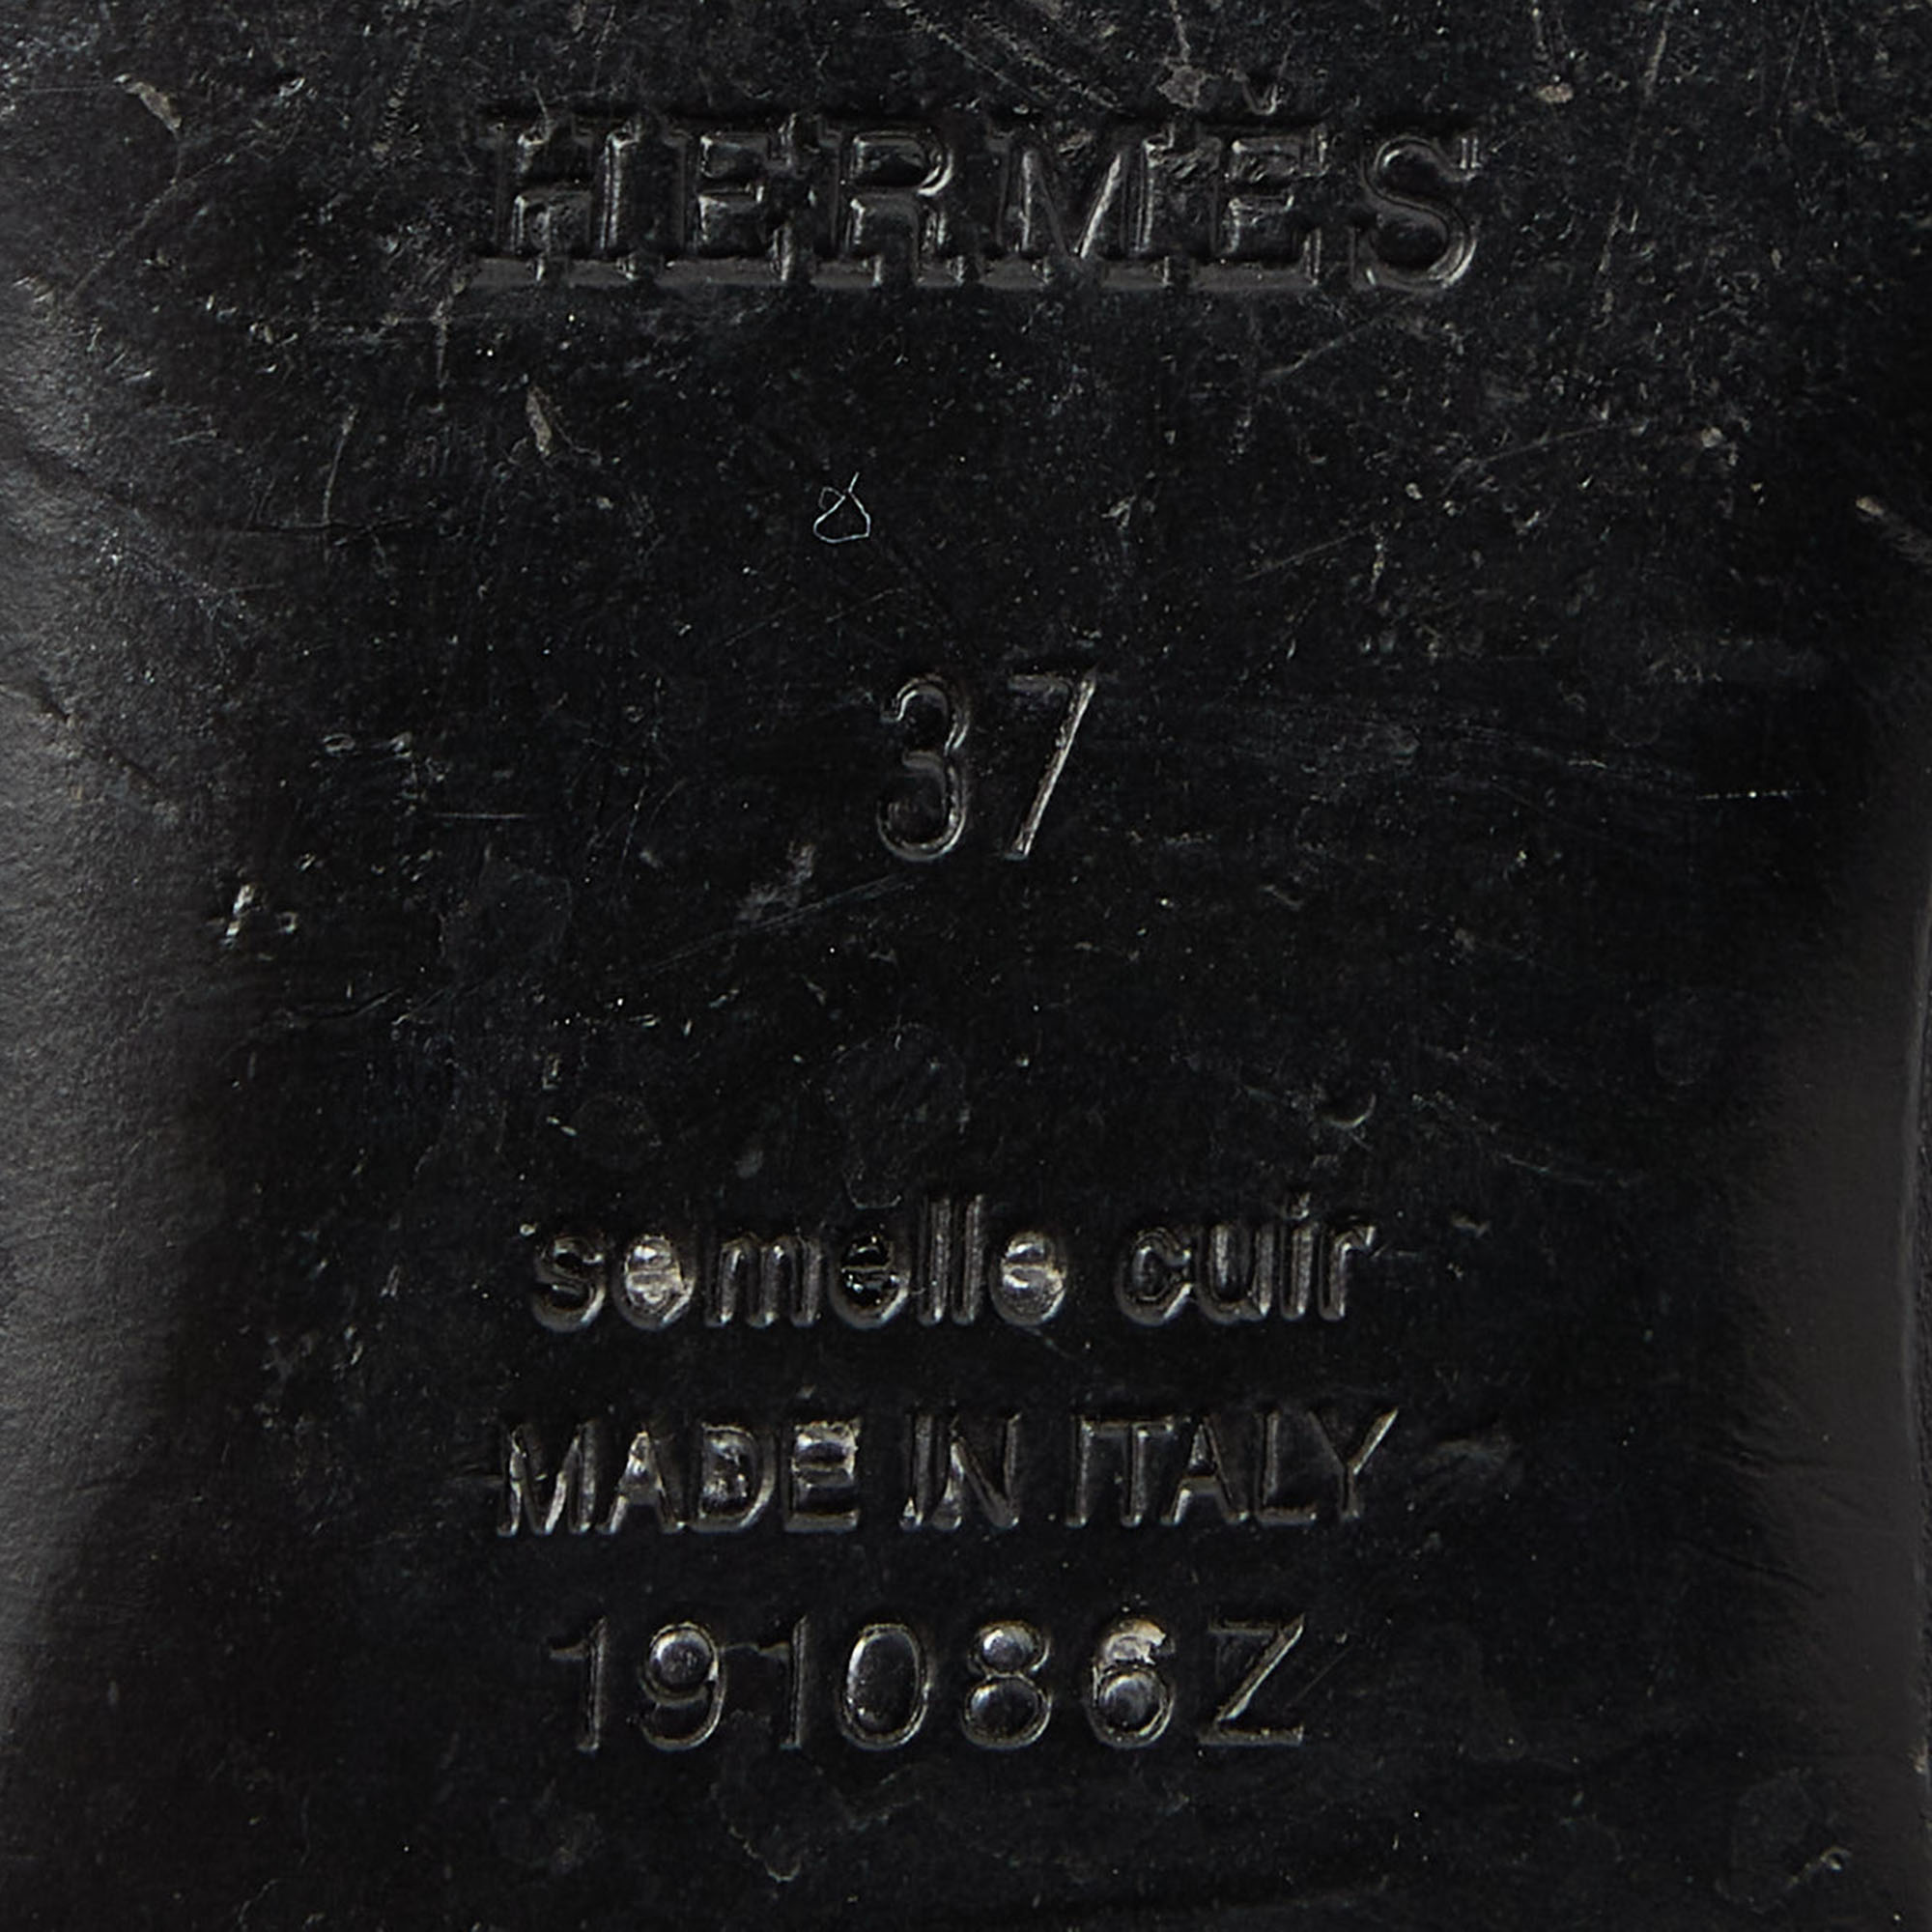 HERMÈS
37
semelle cuir
MADE IN ITALY
191086Z